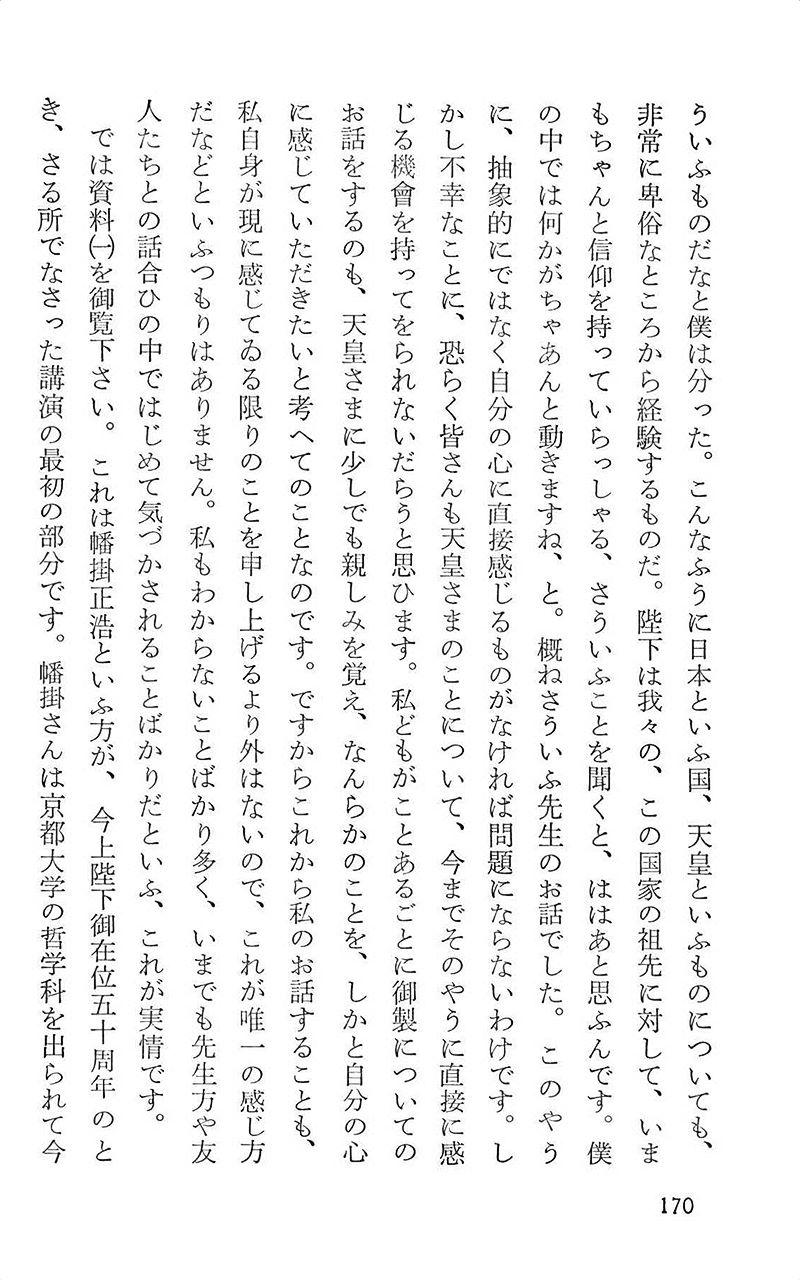 ういふものだなと僕は分った。こんなふうに日本といふ国、天皇といふものについても、
非常に卑俗なところから経験するものだ。陛下は我々の、この国家の祖先に対して、いま
もちゃんと信仰を持っていらっしゃる、さういふことを聞くと、ははあと思ふんです。僕
の中では何かがちゃあんと動きますね、と。概ねさういふ先生のお話でした。このやう
に、抽象的にではなく自分の心に直接感じるものがなければ問題にならないわけです。し
かし不幸なことに、恐らく皆さんも天皇さまのことについて、今までそのやうに直接に感
じる機會を持ってをられないだらうと思ひます。私どもがことあるごとに御製についての
お話をするのも、天皇さまに少しでも親しみを覚え、なんらかのことを、しかと自分の心
に感じていただきたいと考へてのことなのです。ですからこれから私のお話することも、
私自身が現に感じてゐる限りのことを申し上げるより外はないので、これが唯一の感じ方
だなどといふつもりはありません。私もわからないことばかり多く、いまでも先生方や友
人たちとの話合ひの中ではじめて気づかされることばかりだといふ、これが実情です。
では資料㈠を御覧下さい。これは幡掛正浩といふ方が、今上陛下御在位五十周年のと
き、さる所でなさった講演の最初の部分です。幡掛さんは京都大学の哲学科を出られて今
170